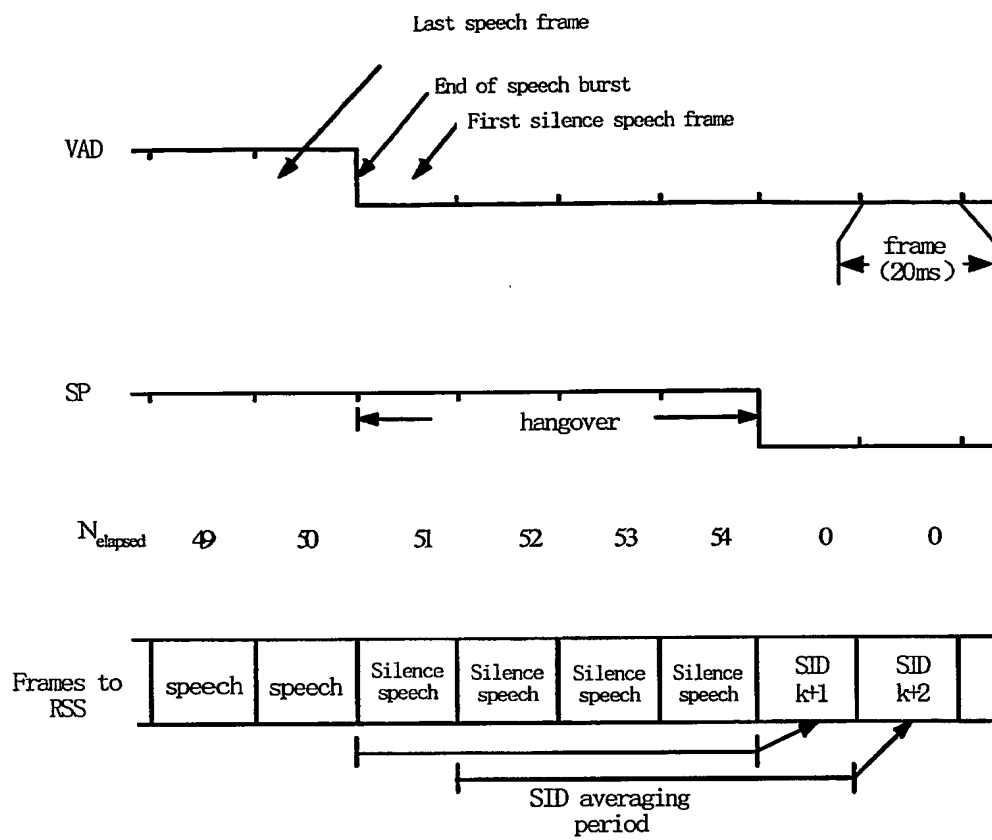 Last speech frame
End of speech burst
First silence speech frame
VAD
frame
(20ms)
SP
hangover
Nelapsed 49 50 51 52 53 54 0 0
Frames to
RSS
speech
speech
Silence
speech
Silence
speech
Silence
speech
Silence
speech
SID
k+1
SID
k+2
SID averaging
period